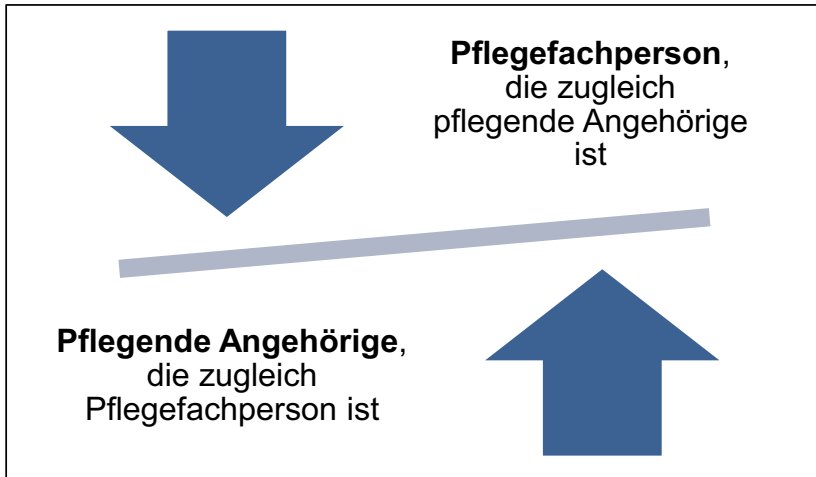 Pflegefachperson,
die zugleich
pflegende Angehörige
ist
Pflegende Angehörige,
die zugleich
Pflegefachperson ist